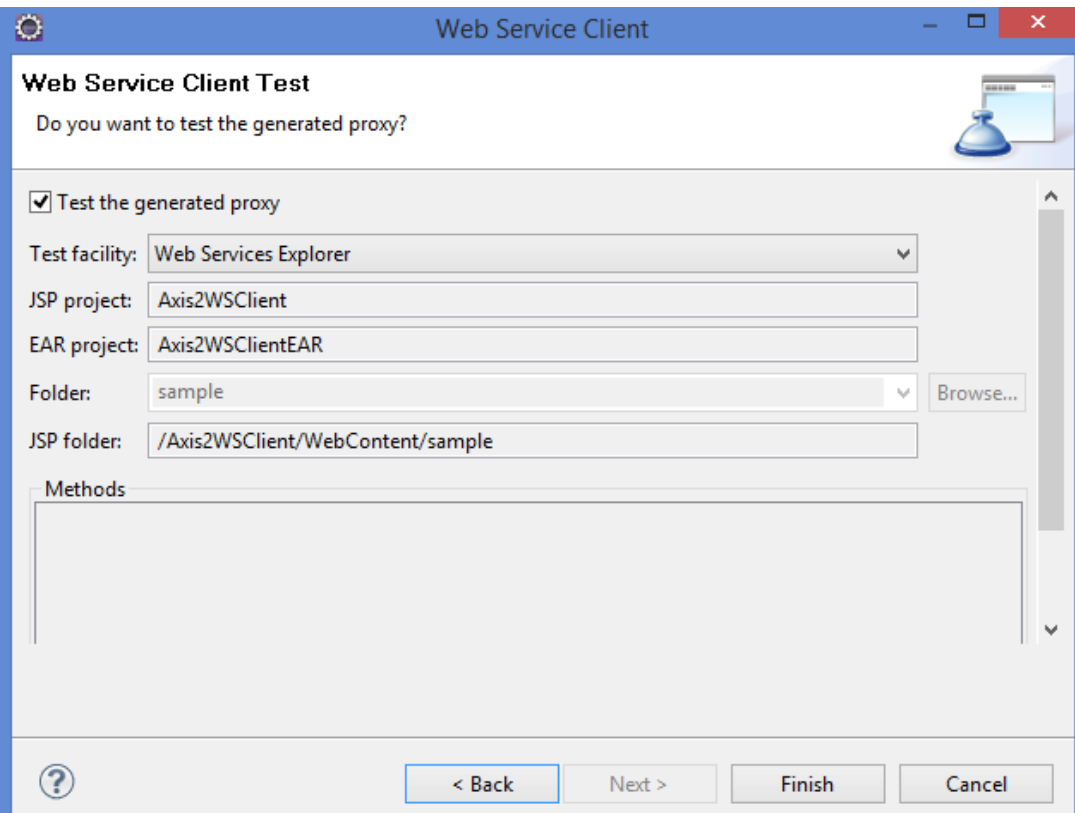 Web Service Client
Web Service Client Test
Do you want to test the generated proxy?
Test the generated proxy
Test facility: Web Services Explorer
JSP project: Axis2WSClient
EAR project: Axis2WSClientEAR
Folder: sample Browse...
JSP folder: /Axis2WSClient/WebContent/sample
Methods
? < Back Next > Finish Cancel